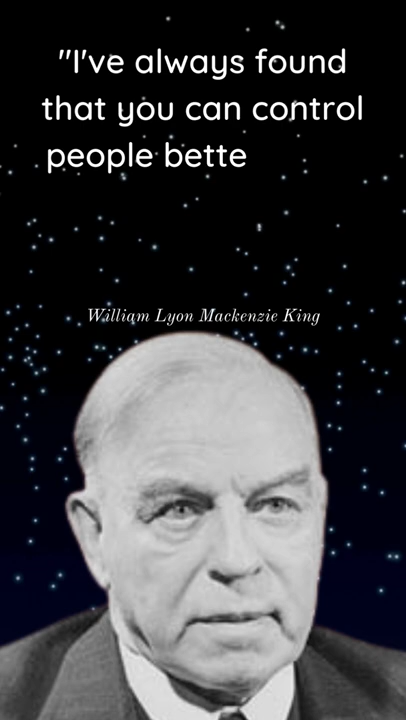 "I've always found
that you can control
people bette
William Lyon Mackenzie King